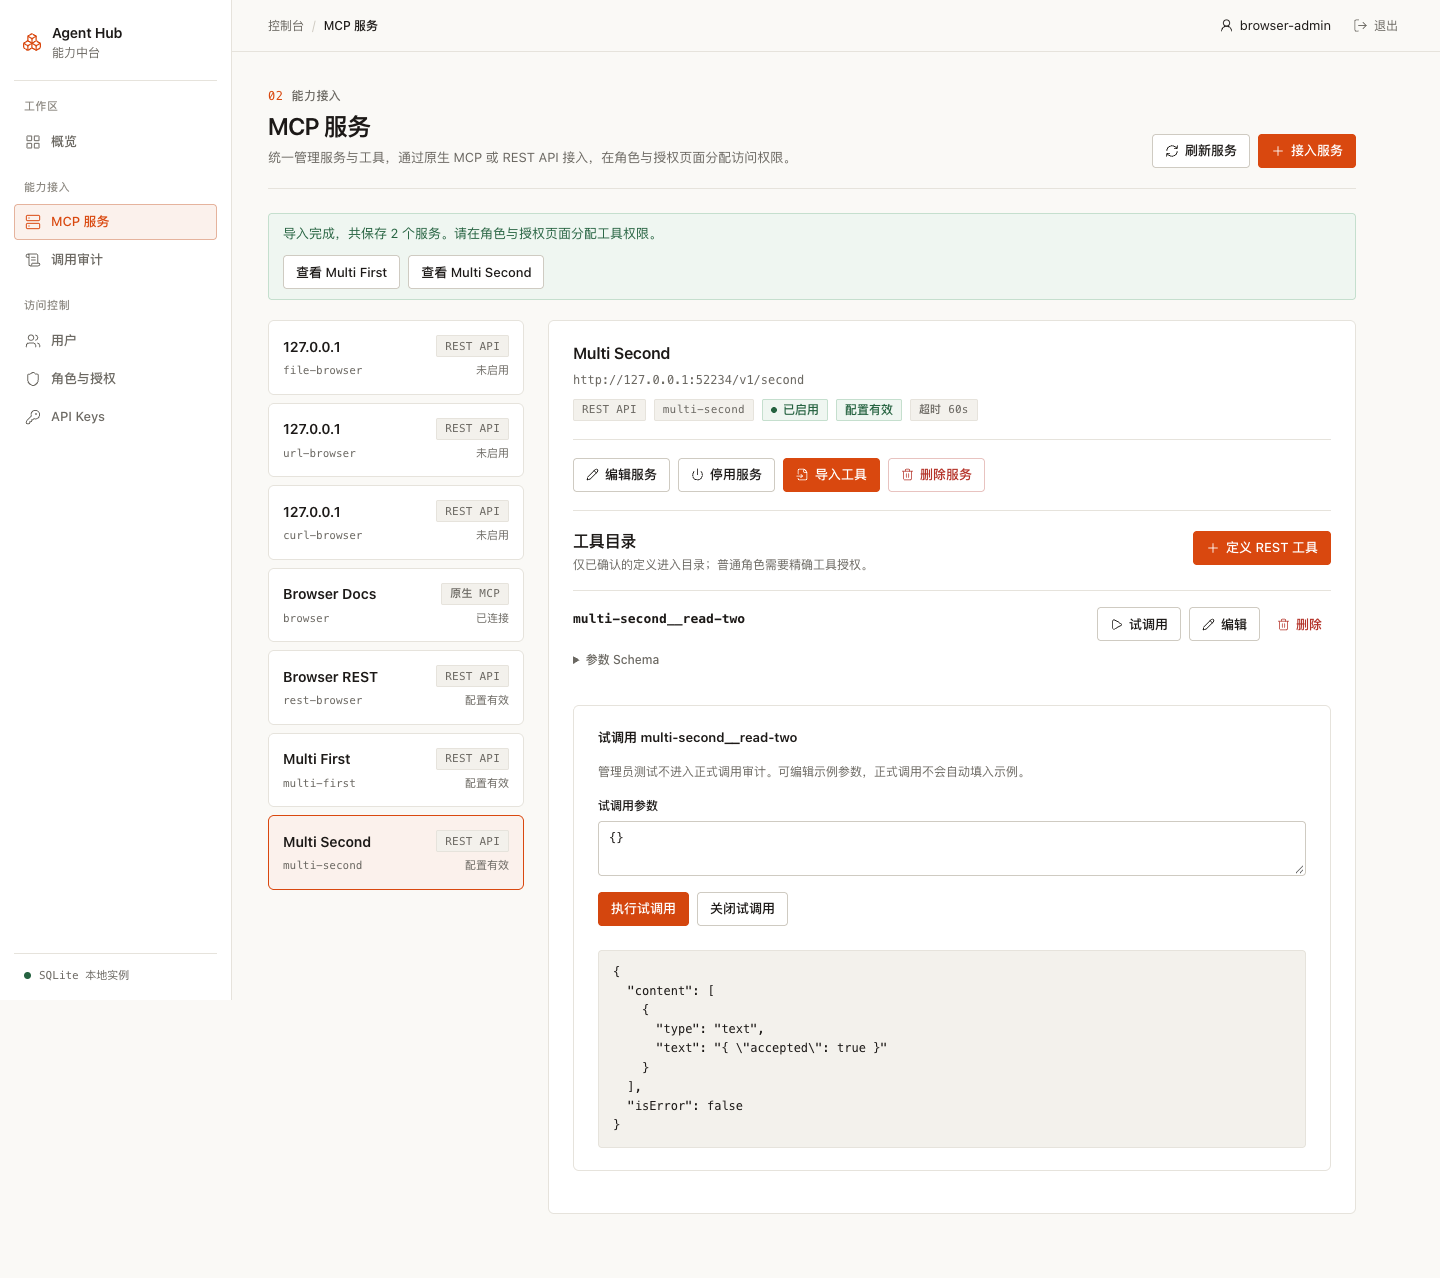 Agent Hub
能力中台
工作区
概览
能力接入
MCP 服务
调用审计
访问控制
用户
角色与授权
API Keys
SQLite 本地实例
控制台 / MCP 服务
browser-admin
退出
02 能力接入
MCP 服务
统一管理服务与工具，通过原生 MCP 或 REST API 接入，在角色与授权页面分配访问权限。
刷新服务
接入服务
导入完成，共保存 2 个服务。请在角色与授权页面分配工具权限。
查看 Multi First
查看 Multi Second
127.0.0.1 REST API
file-browser 未启用
127.0.0.1 REST API
url-browser 未启用
127.0.0.1 REST API
curl-browser 未启用
Browser Docs 原生 MCP
browser 已连接
Browser REST REST API
rest-browser 配置有效
Multi First REST API
multi-first 配置有效
Multi Second REST API
multi-second 配置有效
Multi Second
http://127.0.0.1:52234/v1/second
REST API multi-second 已启用 配置有效 超时 60s
编辑服务 停用服务 导入工具 删除服务
工具目录
仅已确认的定义进入目录；普通角色需要精确工具授权。
定义 REST 工具
multi-second__read-two
试调用 编辑 删除
参数 Schema
试调用 multi-second__read-two
管理员测试不进入正式调用审计。可编辑示例参数，正式调用不会自动填入示例。
试调用参数
{}
执行试调用 关闭试调用
{
  "content": [
    {
      "type": "text",
      "text": "{ \"accepted\": true }"
    }
  ],
  "isError": false
}